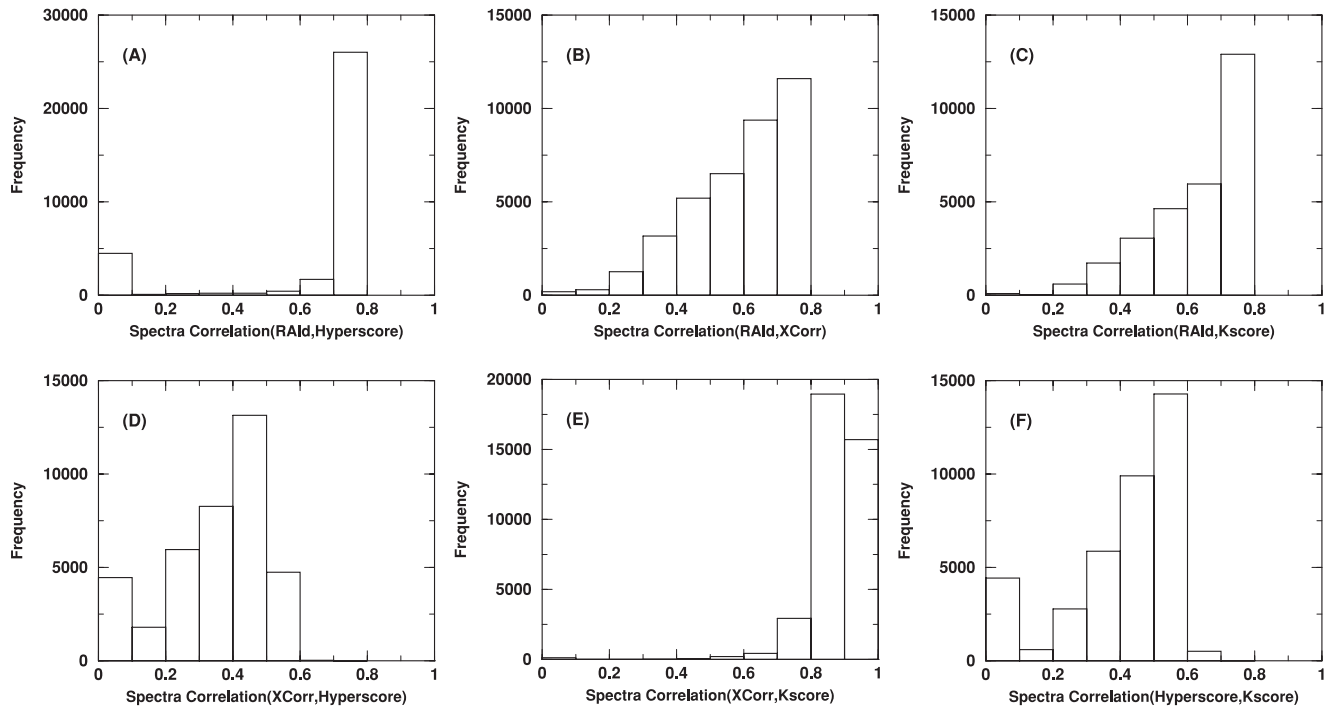 30000
(A)
20000
Frequency
10000
0
0 0.2 0.4 0.6 0.8 1
Spectra Correlation(RAId,Hyperscore)
15000
(B)
10000
Frequency
5000
0
0 0.2 0.4 0.6 0.8 1
Spectra Correlation(RAId,XCorr)
15000
(C)
10000
Frequency
5000
0
0 0.2 0.4 0.6 0.8 1
Spectra Correlation(RAId,Kscore)
15000
(D)
10000
Frequency
5000
0
0 0.2 0.4 0.6 0.8 1
Spectra Correlation(XCorr,Hyperscore)
20000
(E)
15000
Frequency
10000
5000
0
0 0.2 0.4 0.6 0.8 1
Spectra Correlation(XCorr,Kscore)
15000
(F)
10000
Frequency
5000
0
0 0.2 0.4 0.6 0.8 1
Spectra Correlation(Hyperscore,Kscore)